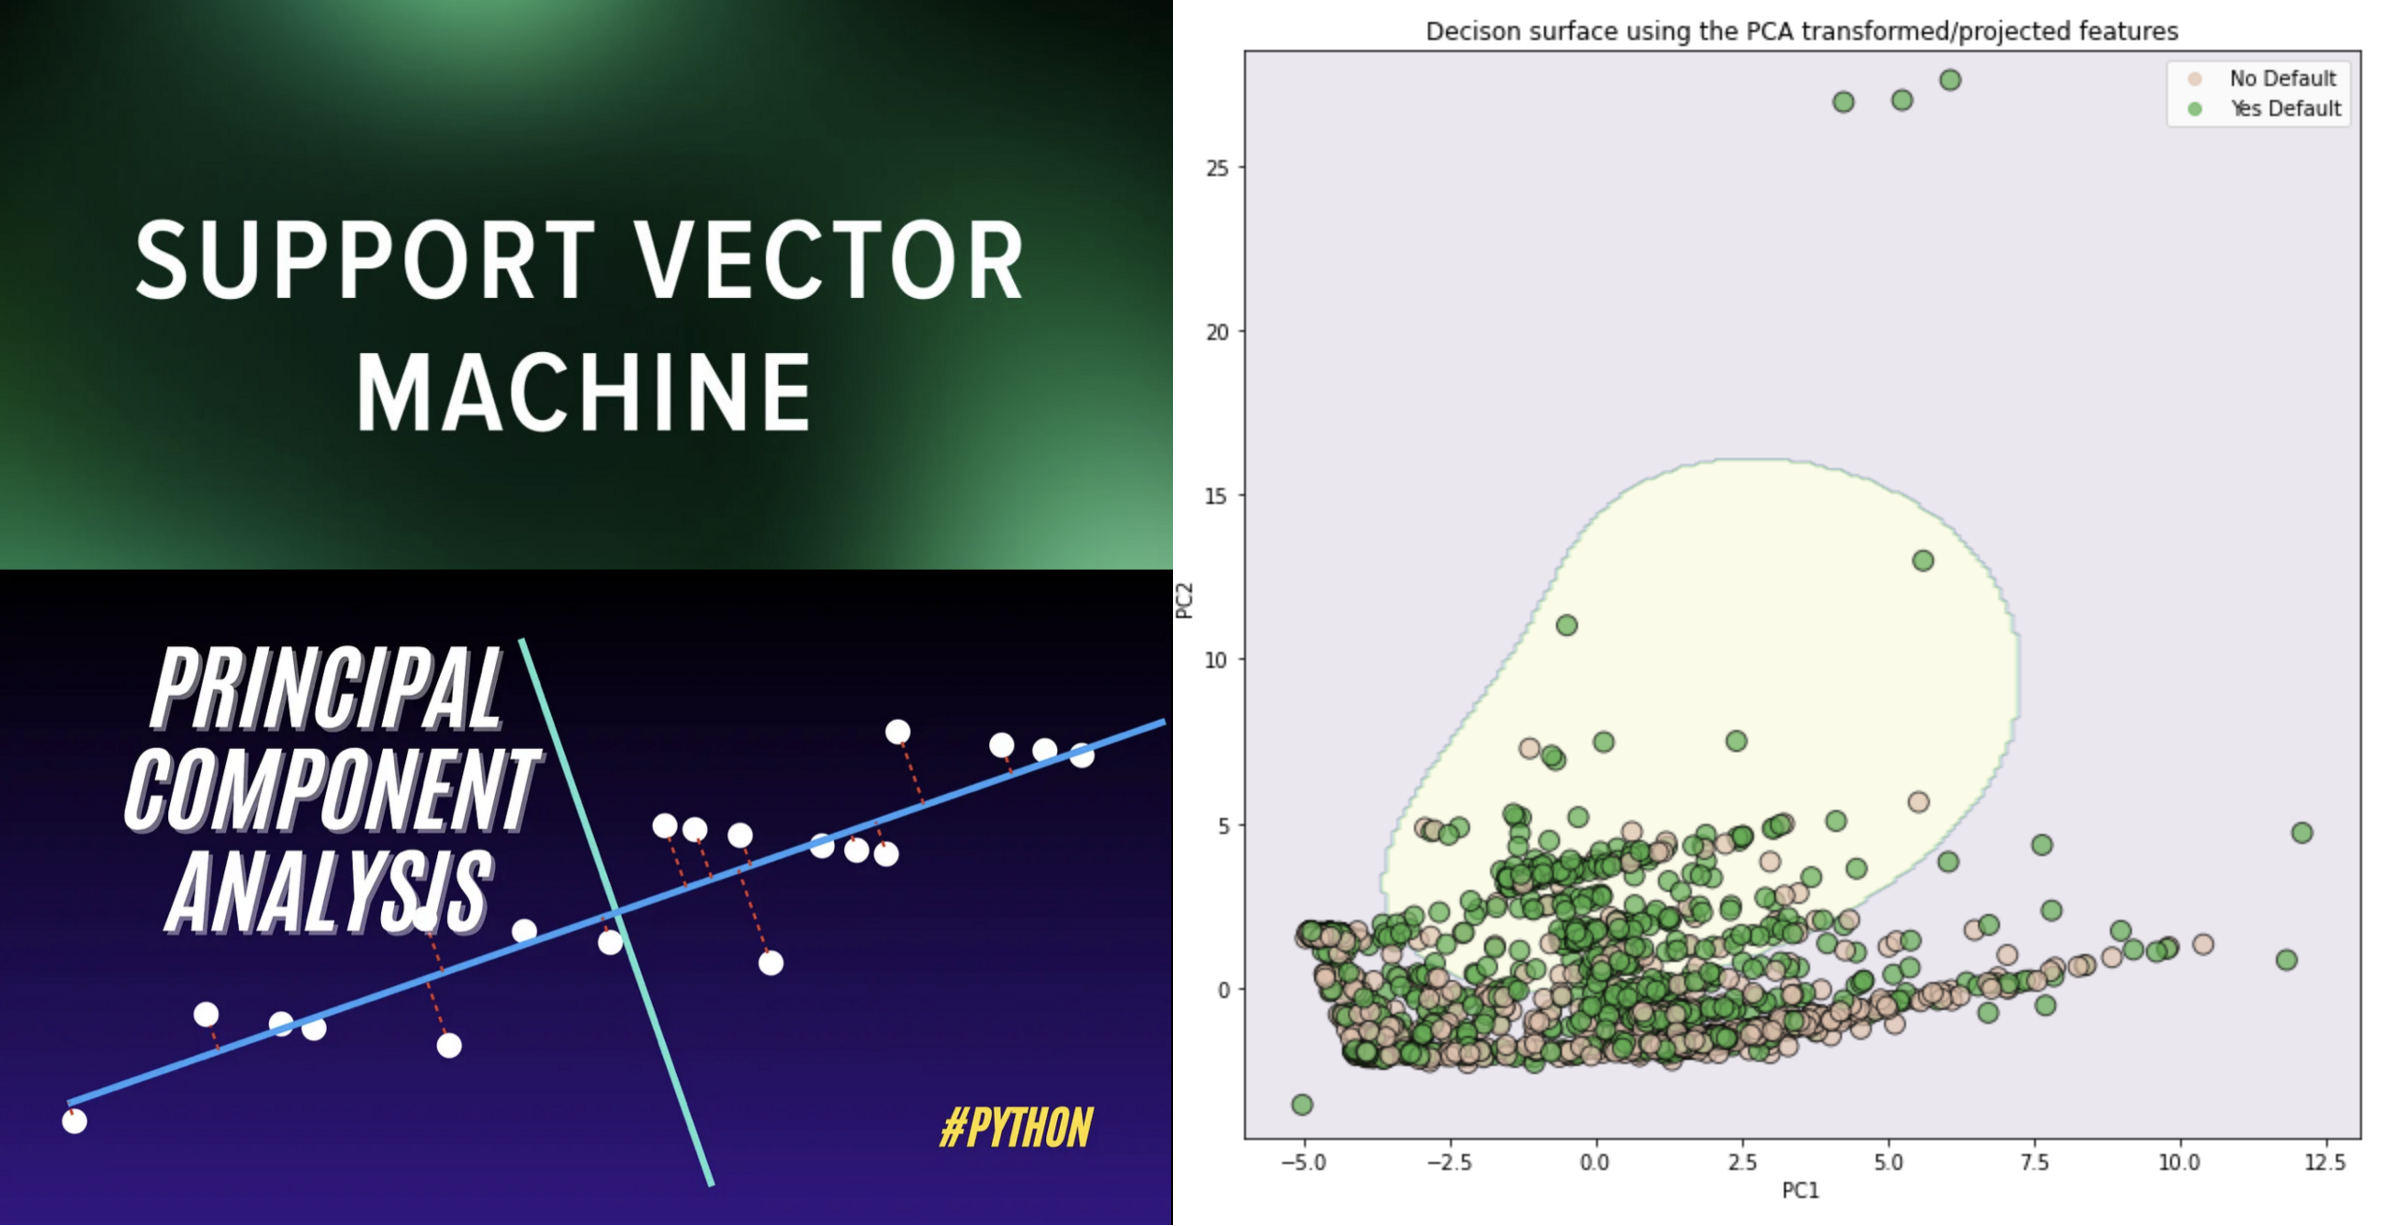 SUPPORT VECTOR
MACHINE
PRINCIPAL
COMPONENT
ANALYSIS
#PYTHON
Decison surface using the PCA transformed/projected features
No Default
Yes Default
PC2
25
20
15
10
5
0
−5.0 −2.5 0.0 2.5 5.0 7.5 10.0 12.5
PC1